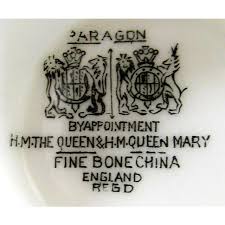 PARAGON
BY APPOINTMENT
H.M.THE QUEEN & H.M.QUEEN MARY
FINE BONE CHINA
ENGLAND
REGD